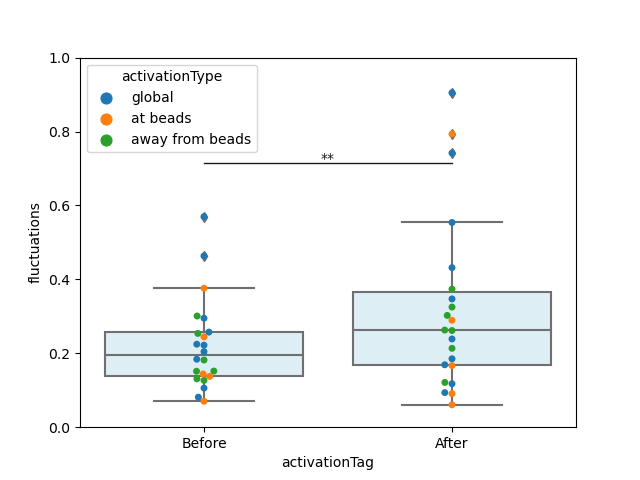 1.0
0.8
0.6
0.4
0.2
0.0
fluctuations
activationType
global
at beads
away from beads
**
Before
After
activationTag